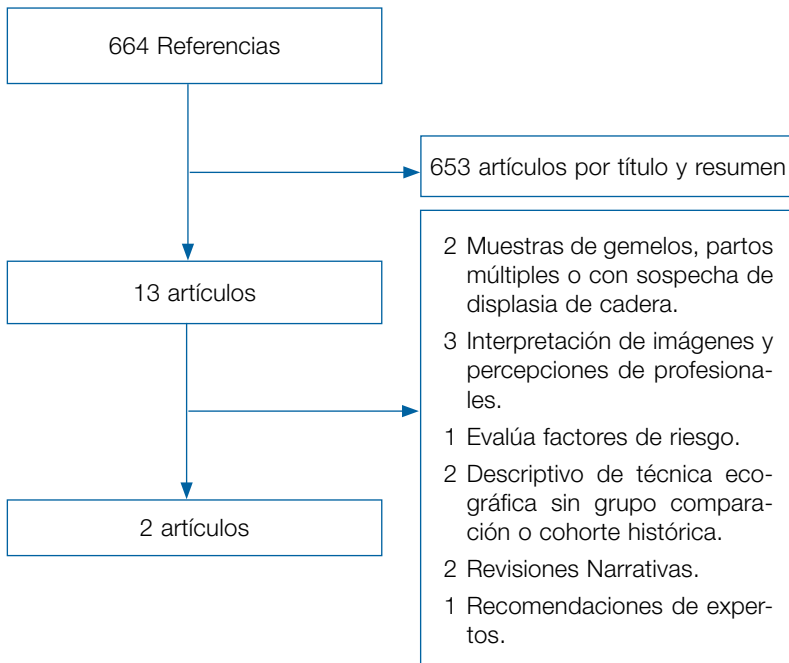 664 Referencias
653 artículos por título y resumen
13 artículos
2 Muestras de gemelos, partos
múltiples o con sospecha de
displasia de cadera.
3 Interpretación de imágenes y
percepciones de profesiona-
les.
1 Evalúa factores de riesgo.
2 Descriptivo de técnica eco-
gráfica sin grupo compara-
ción o cohorte histórica.
2 Revisiones Narrativas.
1 Recomendaciones de exper-
tos.
2 artículos